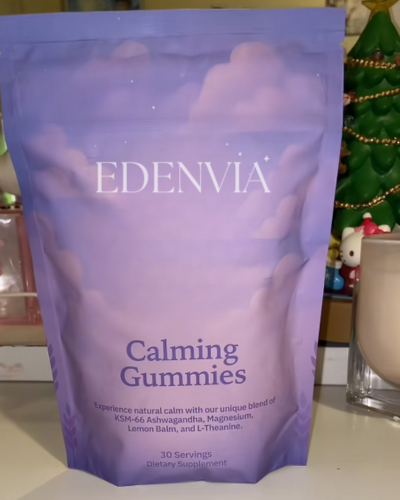 EDENVIA
Calming
Gummies
Experience natural calm with our unique blend of
KSM-66 Ashwagandha, Magnesium,
Lemon Balm, and L-Theanine.
30 Servings
Dietary Supplement